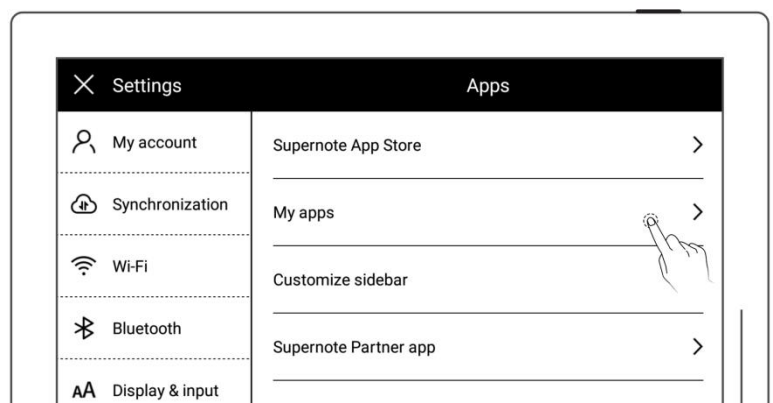 Settings
Apps
My account
Synchronization
Wi-Fi
Bluetooth
AA Display & input
Supernote App Store
My apps
Customize sidebar
Supernote Partner app